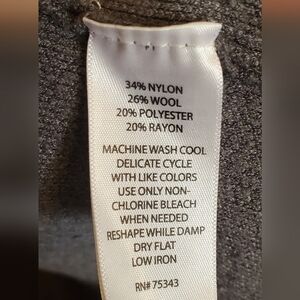 34% NYLON
26% WOOL
20% POLYESTER
20% RAYON
MACHINE WASH COOL
DELICATE CYCLE
WITH LIKE COLORS
USE ONLY NON-
CHLORINE BLEACH
WHEN NEEDED
RESHAPE WHILE DAMP
DRY FLAT
LOW IRON
RN# 75343